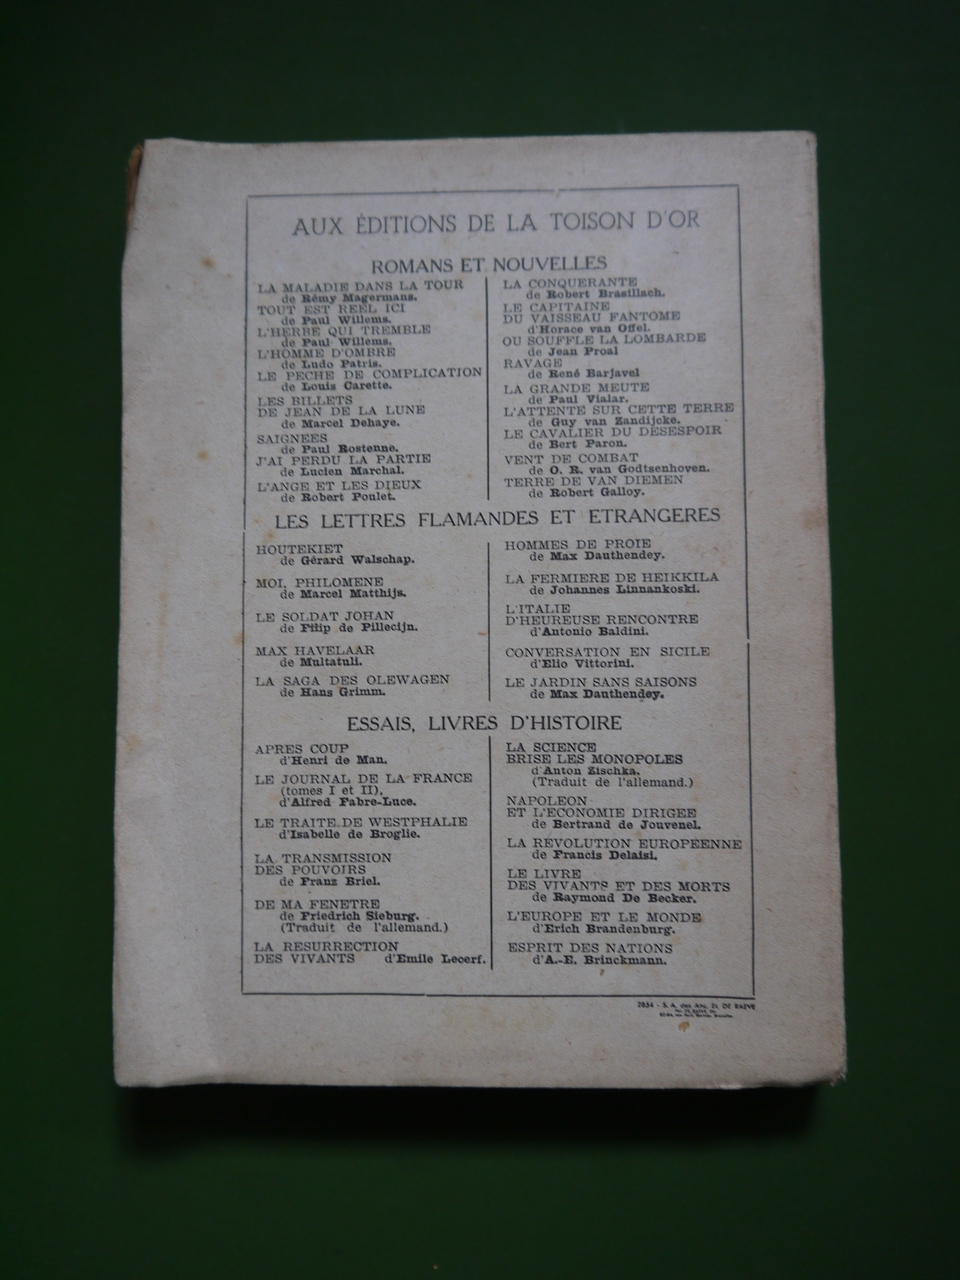 AUX ÉDITIONS DE LA TOISON D'OR
ROMANS ET NOUVELLES
LA MALADIE DANS LA TOUR
de Rémy Magermans.
TOUT EST REEL ICI
de Paul Willems.
L'HERBE QUI TREMBLE
de Paul Willems.
L'HOMME D'OMBRE
de Ludo Patris.
LE PECHE DE COMPLICATION
de Louis Carette.
LES BILLETS
DE JEAN DE LA LUNE
de Marcel Dehaye.
SAIGNEES
de Paul Rostenne.
J'AI PERDU LA PARTIE
de Lucien Marchal.
L'ANGE ET LES DIEUX
de Robert Poulet.
LA CONQUERANTE
de Robert Brasillach.
LE CAPITAINE
DU VAISSEAU FANTOME
d'Horace van Offel.
OU SOUFFLE LA LOMBARDE
de Jean Proal
RAVAGE
de René Barjavel
LA GRANDE MEUTE
de Paul Vialar.
L'ATTENTE SUR CETTE TERRE
de Guy van Zandijcke.
LE CAVALIER DU DESESPOIR
de Bert Paron.
VENT DE COMBAT
de O. R. van Godtsenhoven.
TERRE DE VAN DIEMEN
de Robert Galloy.
LES LETTRES FLAMANDES ET ETRANGERES
HOUTEKIET
de Gérard Walschap.
MOI, PHILOMENE
de Marcel Matthijs.
LE SOLDAT JOHAN
de Filip de Pillecijn.
MAX HAVELAAR
de Multatuli.
LA SAGA DES OLEWAGEN
de Hans Grimm.
HOMMES DE PROIE
de Max Dauthendey.
LA FERMIERE DE HEIKKILA
de Johannes Linnankoski.
L'ITALIE
D'HEUREUSE RENCONTRE
d'Antonio Baldini.
CONVERSATION EN SICILE
d'Elio Vittorini.
LE JARDIN SANS SAISONS
de Max Dauthendey.
ESSAIS, LIVRES D'HISTOIRE
APRES COUP
d'Henri de Man.
LE JOURNAL DE LA FRANCE
(tomes I et II),
d'Alfred Fabre-Luce.
LE TRAITE DE WESTPHALIE
d'Isabelle de Broglie.
LA TRANSMISSION
DES POUVOIRS
de Franz Briel.
DE MA FENETRE
de Friedrich Sieburg.
(Traduit de l'allemand.)
LA RESURRECTION
DES VIVANTS d'Emile Lecerf.
LA SCIENCE
BRISE LES MONOPOLES
d'Anton Zischka.
(Traduit de l'allemand.)
NAPOLEON
ET L'ECONOMIE DIRIGEE
de Bertrand de Jouvenel.
LA REVOLUTION EUROPEENNE
de Francis Delaisi.
LE LIVRE
DES VIVANTS ET DES MORTS
de Raymond De Becker.
L'EUROPE ET LE MONDE
d'Erich Brandenburg.
ESPRIT DES NATIONS
d'A.-E. Brinckmann.
2834 - S. A. des Anc. Et. DE RAEVE